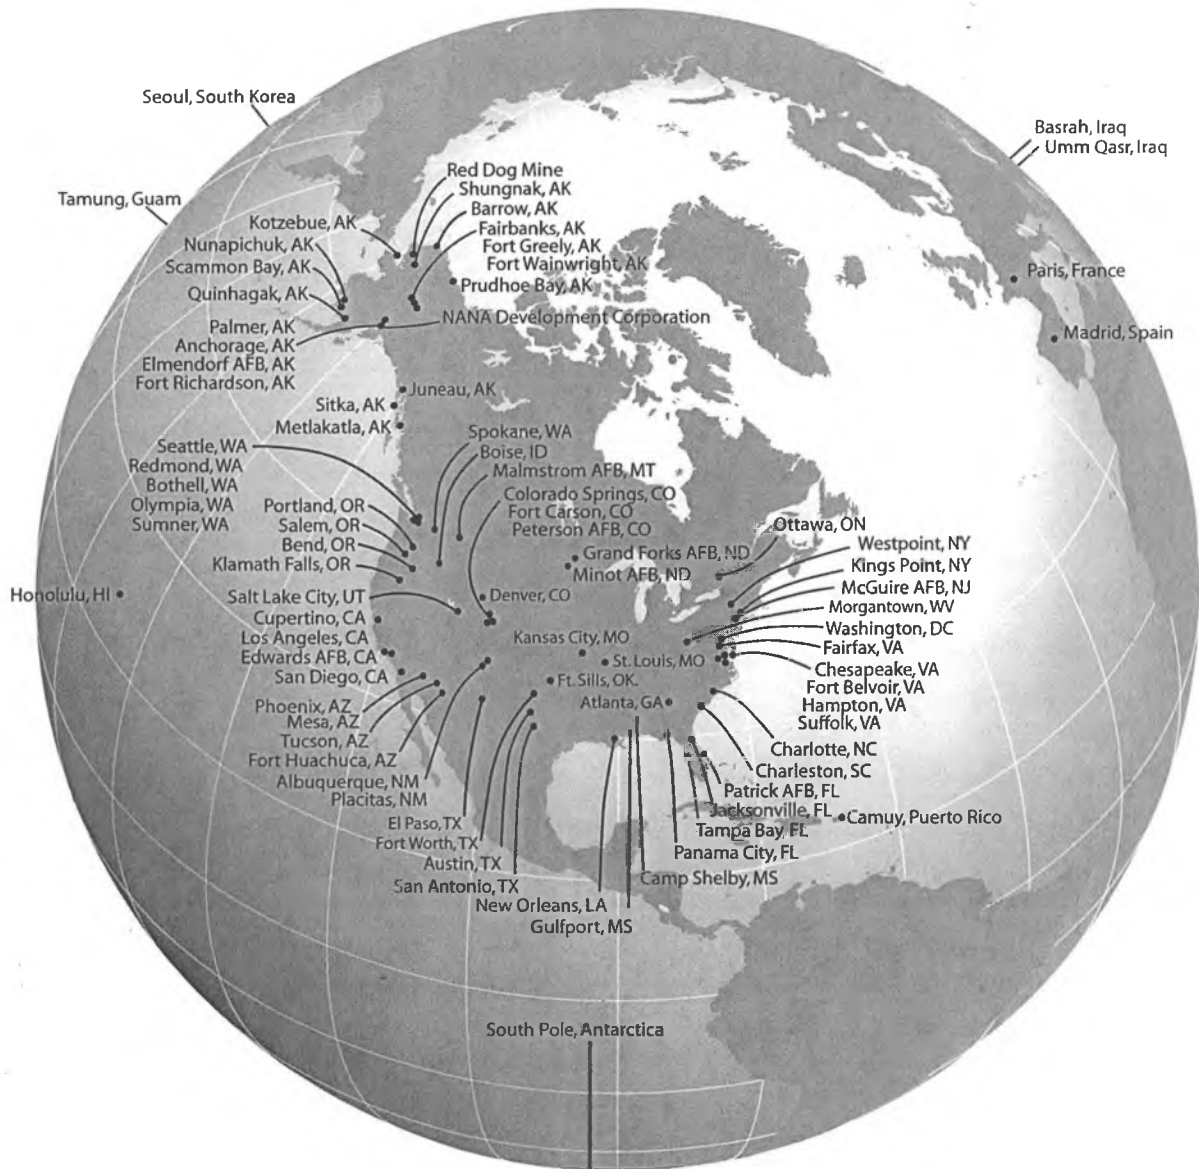 Seoul, South Korea
Basrah, Iraq
Umm Qasr, Iraq
Tamung, Guam
Red Dog Mine
Shungnak, AK
Barrow, AK
Fairbanks, AK
Fort Greely, AK
Fort Wainwright, AK
Prudhoe Bay, AK
Kotzebue, AK
Nunapichuk, AK
Scammon Bay, AK
Quinhagak, AK
NANA Development Corporation
Palmer, AK
Anchorage, AK
Elmendorf AFB, AK
Fort Richardson, AK
Paris, France
Madrid, Spain
Juneau, AK
Sitka, AK
Metlakatla, AK
Seattle, WA
Redmond, WA
Bothell, WA
Olympia, WA
Sumner, WA
Spokane, WA
Boise, ID
Malmstrom AFB, MT
Colorado Springs, CO
Fort Carson, CO
Peterson AFB, CO
Portland, OR
Salem, OR
Bend, OR
Klamath Falls, OR
Grand Forks AFB, ND
Minot AFB, ND
Ottawa, ON
Westpoint, NY
Kings Point, NY
McGuire AFB, NJ
Morgantown, WV
Washington, DC
Fairfax, VA
Chesapeake, VA
Fort Belvoir, VA
Hampton, VA
Suffolk, VA
Honolulu, HI
Salt Lake City, UT
Denver, CO
Cupertino, CA
Los Angeles, CA
Edwards AFB, CA
San Diego, CA
Kansas City, MO
St. Louis, MO
Ft. Sills, OK.
Atlanta, GA
Phoenix, AZ
Mesa, AZ
Tucson, AZ
Fort Huachuca, AZ
Albuquerque, NM
Placitas, NM
El Paso, TX
Fort Worth, TX
Austin, TX
San Antonio, TX
New Orleans, LA
Gulfport, MS
Charlotte, NC
Charleston, SC
Patrick AFB, FL
Jacksonville, FL
Tampa Bay, FL
Panama City, FL
Camp Shelby, MS
Camuy, Puerto Rico
South Pole, Antarctica